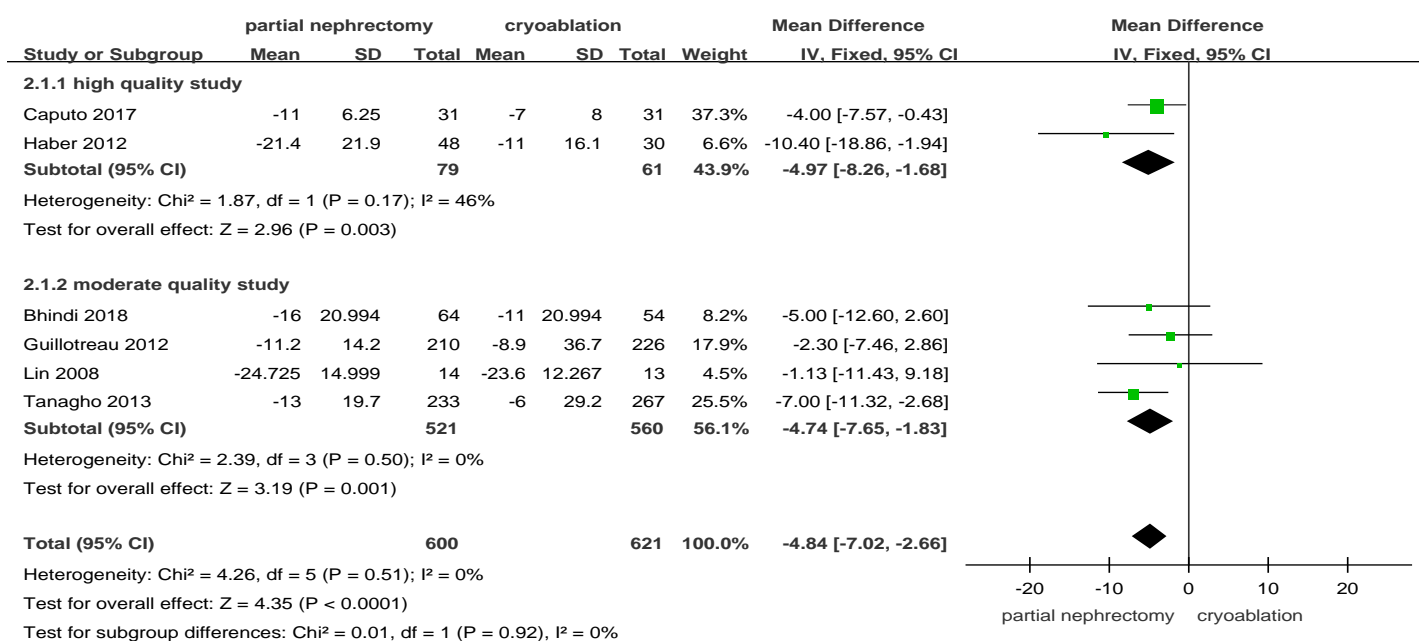 partial nephrectomy cryoablation Mean Difference Mean Difference
Study or Subgroup Mean SD Total Mean SD Total Weight IV, Fixed, 95% CI IV, Fixed, 95% CI
2.1.1 high quality study
Caputo 2017 -11 6.25 31 -7 8 31 37.3% -4.00 [-7.57, -0.43]
Haber 2012 -21.4 21.9 48 -11 16.1 30 6.6% -10.40 [-18.86, -1.94]
Subtotal (95% CI) 79 61 43.9% -4.97 [-8.26, -1.68]
Heterogeneity: Chi² = 1.87, df = 1 (P = 0.17); I² = 46%
Test for overall effect: Z = 2.96 (P = 0.003)
2.1.2 moderate quality study
Bhindi 2018 -16 20.994 64 -11 20.994 54 8.2% -5.00 [-12.60, 2.60]
Guillotreau 2012 -11.2 14.2 210 -8.9 36.7 226 17.9% -2.30 [-7.46, 2.86]
Lin 2008 -24.725 14.999 14 -23.6 12.267 13 4.5% -1.13 [-11.43, 9.18]
Tanagho 2013 -13 19.7 233 -6 29.2 267 25.5% -7.00 [-11.32, -2.68]
Subtotal (95% CI) 521 560 56.1% -4.74 [-7.65, -1.83]
Heterogeneity: Chi² = 2.39, df = 3 (P = 0.50); I² = 0%
Test for overall effect: Z = 3.19 (P = 0.001)
Total (95% CI) 600 621 100.0% -4.84 [-7.02, -2.66]
Heterogeneity: Chi² = 4.26, df = 5 (P = 0.51); I² = 0%
Test for overall effect: Z = 4.35 (P < 0.0001)
Test for subgroup differences: Chi² = 0.01, df = 1 (P = 0.92), I² = 0%
-20 -10 0 10 20
partial nephrectomy cryoablation